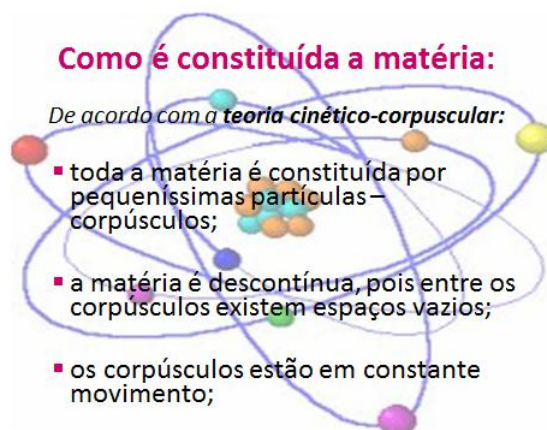 Como é constituída a matéria:
De acordo com a teoria cinético-corpuscular:
▪ toda a matéria é constituída por
pequeníssimas partículas –
corpúsculos;
▪ a matéria é descontínua, pois entre os
corpúsculos existem espaços vazios;
▪ os corpúsculos estão em constante
movimento;